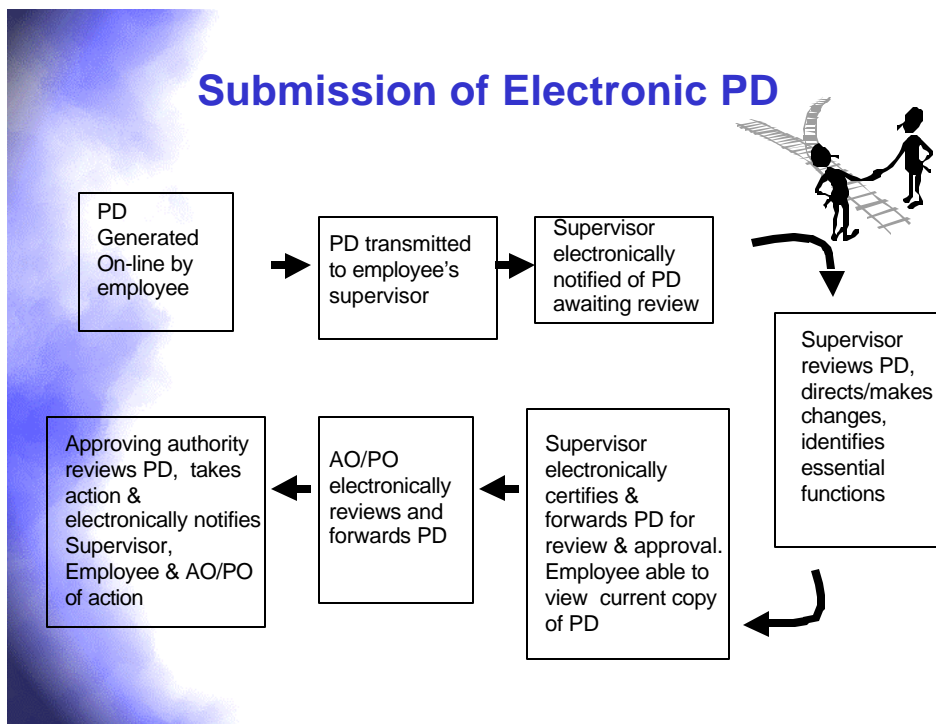 Submission of Electronic PD
PD
Generated
On-line by
employee
PD transmitted
to employee's
supervisor
Supervisor
electronically
notified of PD
awaiting review
Supervisor
reviews PD,
directs/makes
changes,
identifies
essential
functions
Supervisor
electronically
certifies &
forwards PD for
review & approval.
Employee able to
view current copy
of PD
AO/PO
electronically
reviews and
forwards PD
Approving authority
reviews PD, takes
action &
electronically notifies
Supervisor,
Employee & AO/PO
of action